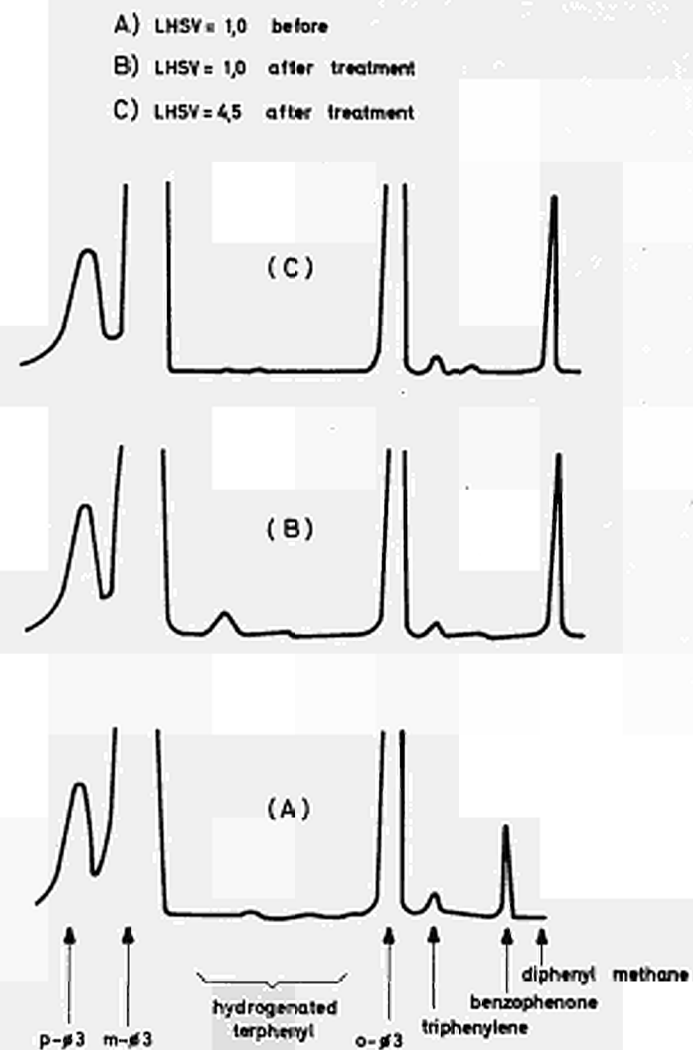 A) LHSV = 1,0 before
B) LHSV = 1,0 after treatment
C) LHSV = 4,5 after treatment
(C)
(B)
(A)
diphenyl methane
benzophenone
hydrogenated
terphenyl
triphenylene
p-ø3 m-ø3 o-ø3